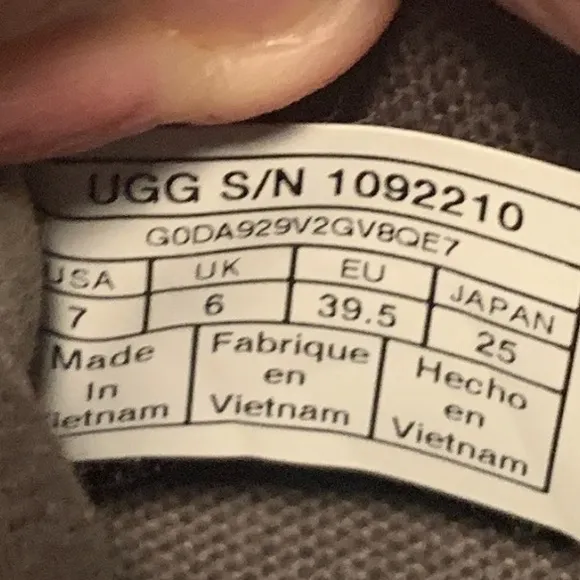 UGG S/N 1092210
G0DA929V2GV8QE7
USA UK EU JAPAN
7 6 39.5 25
Made Fabrique Hecho
In en en
ietnam Vietnam Vietnam